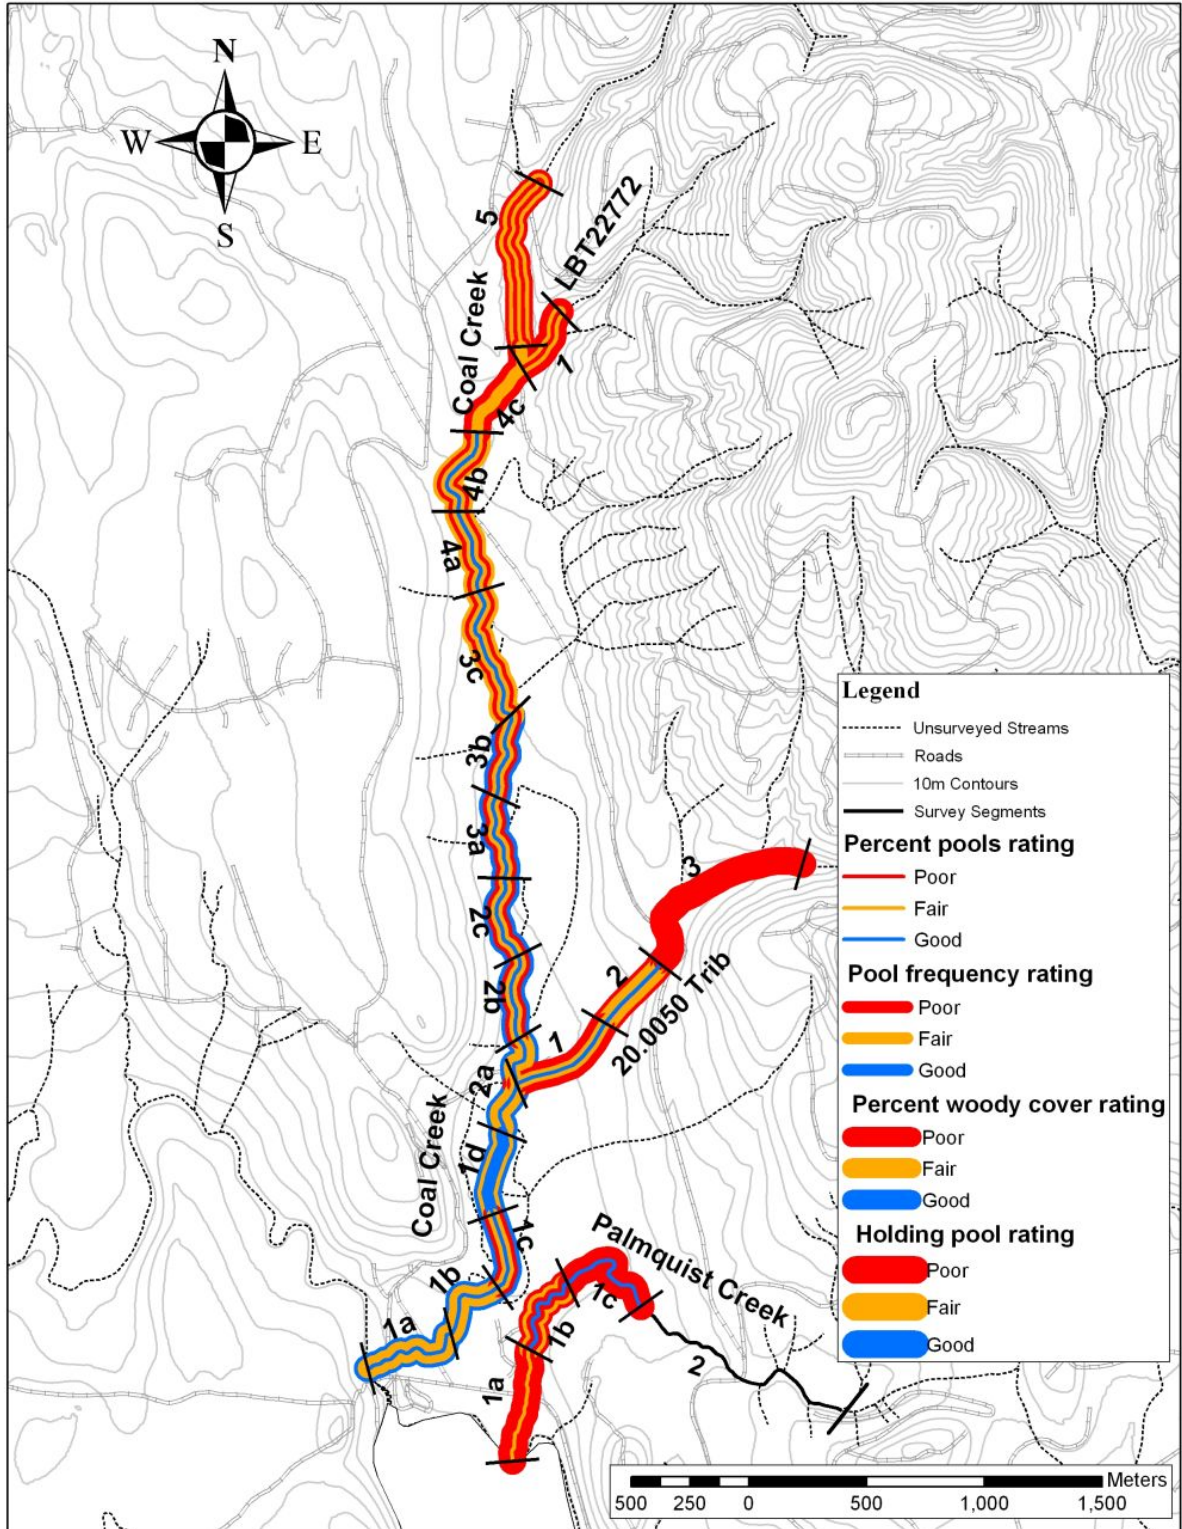 N
W E
S
5
LBT22772
Coal Creek
1
4c
4b
4a
3c
3b
3a
2c
2b
2a
3
2
1
20.0050 Trib
Coal Creek
1d
1c
1b
1a
Palmquist Creek
1c
1b
1a
2
Legend
Unsurveyed Streams
Roads
10m Contours
Survey Segments
Percent pools rating
Poor
Fair
Good
Pool frequency rating
Poor
Fair
Good
Percent woody cover rating
Poor
Fair
Good
Holding pool rating
Poor
Fair
Good
Meters
500 250 0 500 1,000 1,500